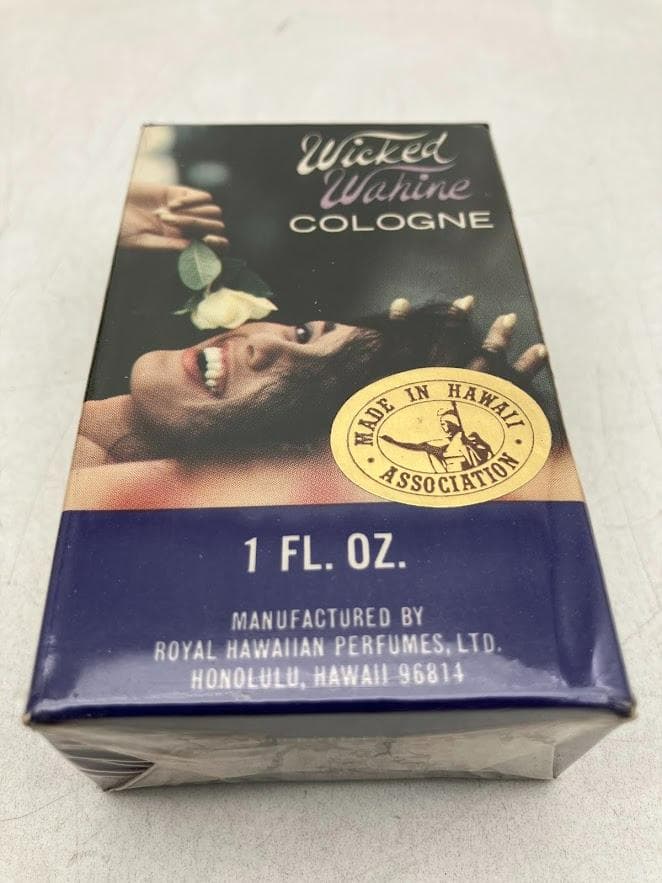 Wicked
Wahine
COLOGNE
MADE IN HAWAII
ASSOCIATION
1 FL. OZ.
MANUFACTURED BY
ROYAL HAWAIIAN PERFUMES, LTD.
HONOLULU, HAWAII 96814